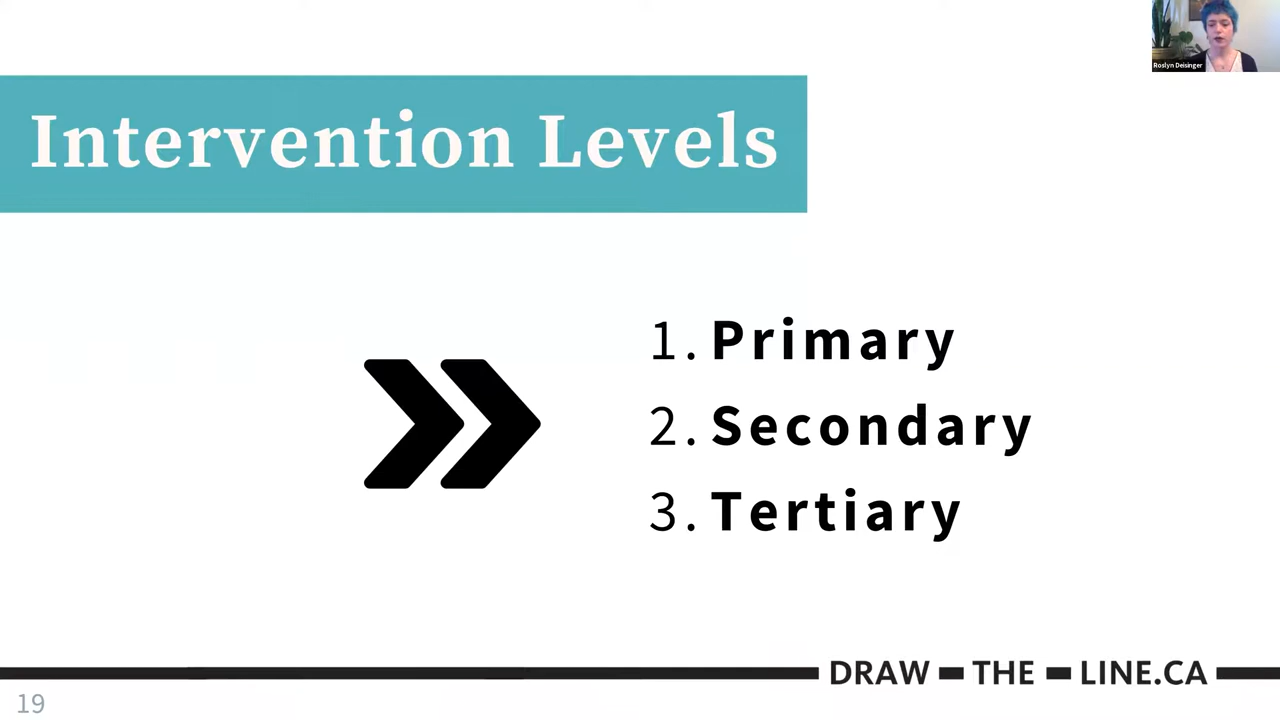 Roslyn Deisinger
Intervention Levels
1. Primary
2. Secondary
3. Tertiary
DRAW THE LINE.CA
19